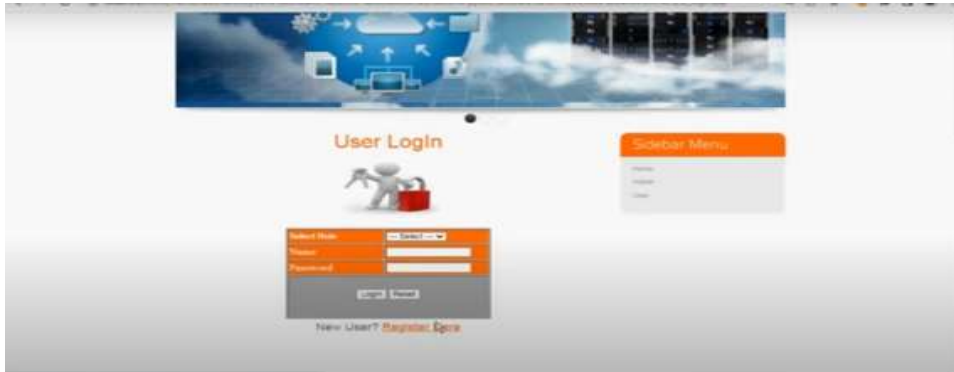 User LogIn
Sidebar Menu
Select Role
--- Select ---
Name
Password
Login Reset
New User? Register Here